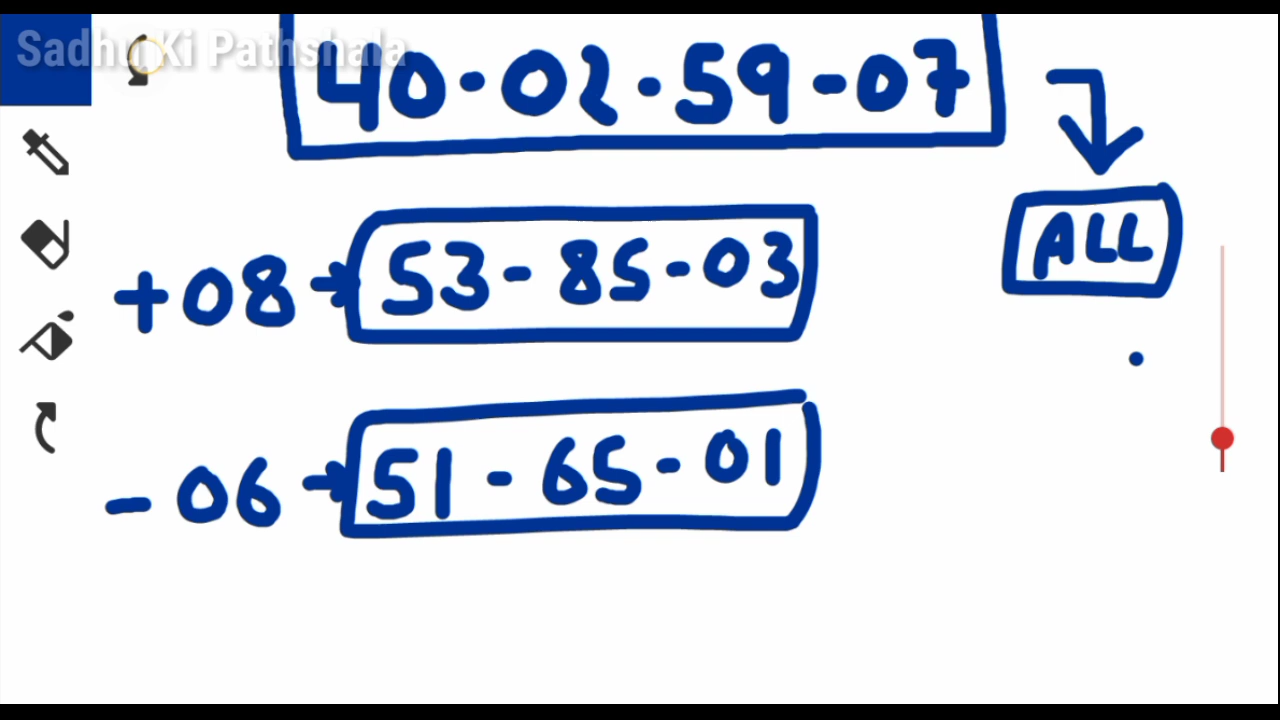 Sadhu Ki Pathshala
40.02.59-07
ALL
+08→53-85-03
-06→51-65-01